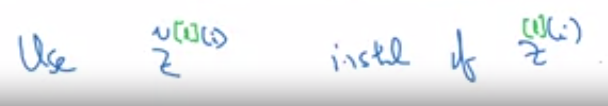 Use z̃[l](i) instead of z[l](i).